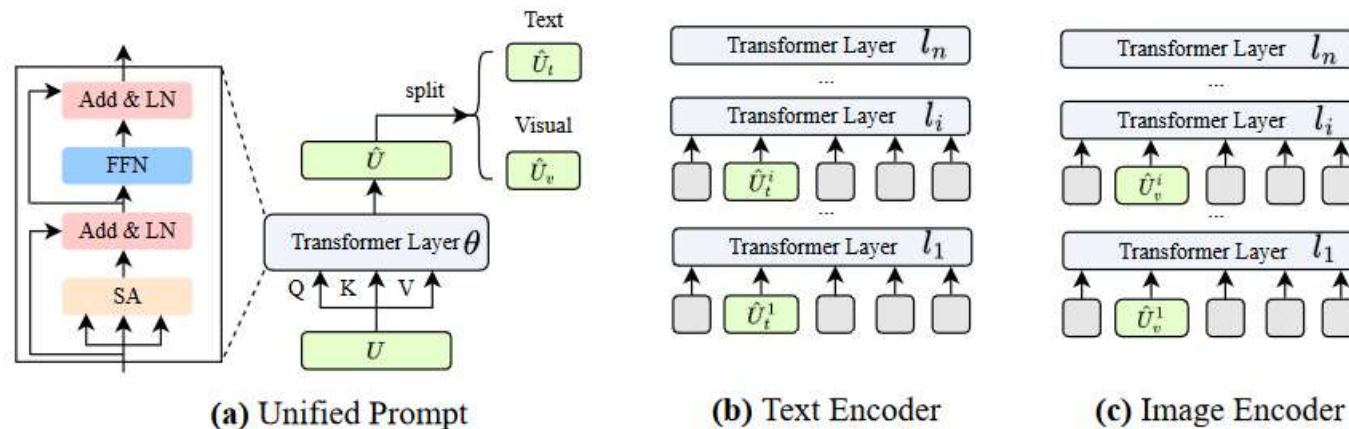 Add & LN
FFN
Add & LN
SA
Text
Û_t
split
Visual
Û_v
Û
Transformer Layer θ
Q K V
U
(a) Unified Prompt
Transformer Layer l_n
...
Transformer Layer l_i
Û_t^i
...
Transformer Layer l_1
Û_t^1
(b) Text Encoder
Transformer Layer l_n
...
Transformer Layer l_i
Û_v^i
...
Transformer Layer l_1
Û_v^1
(c) Image Encoder